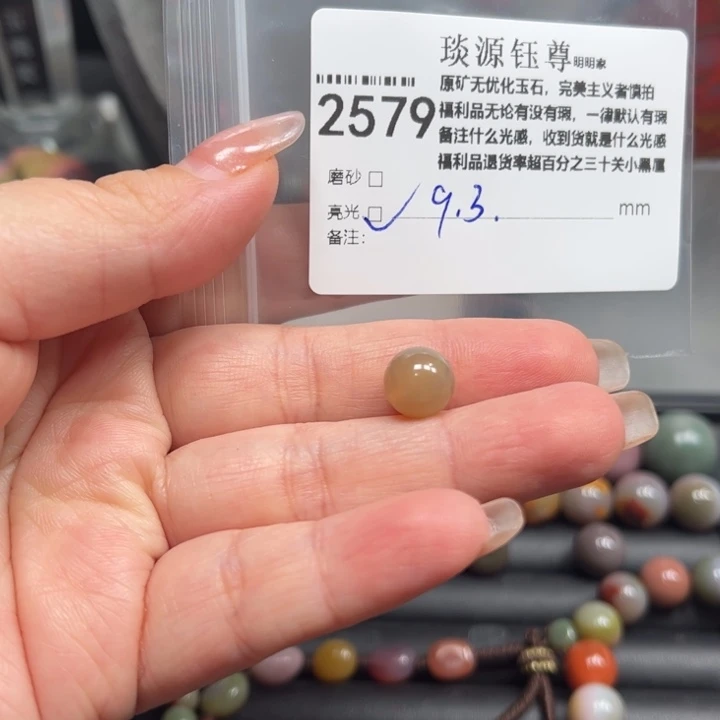 琰源钰尊明明家
原矿无优化玉石，完美主义者慎拍
2579
福利品无论有没有瑕，一律默认有瑕
备注什么光感，收到货就是什么光感
福利品退货率超百分之三十关小黑屋
磨砂 □
亮光 □ ✓ 9.3. mm
备注：